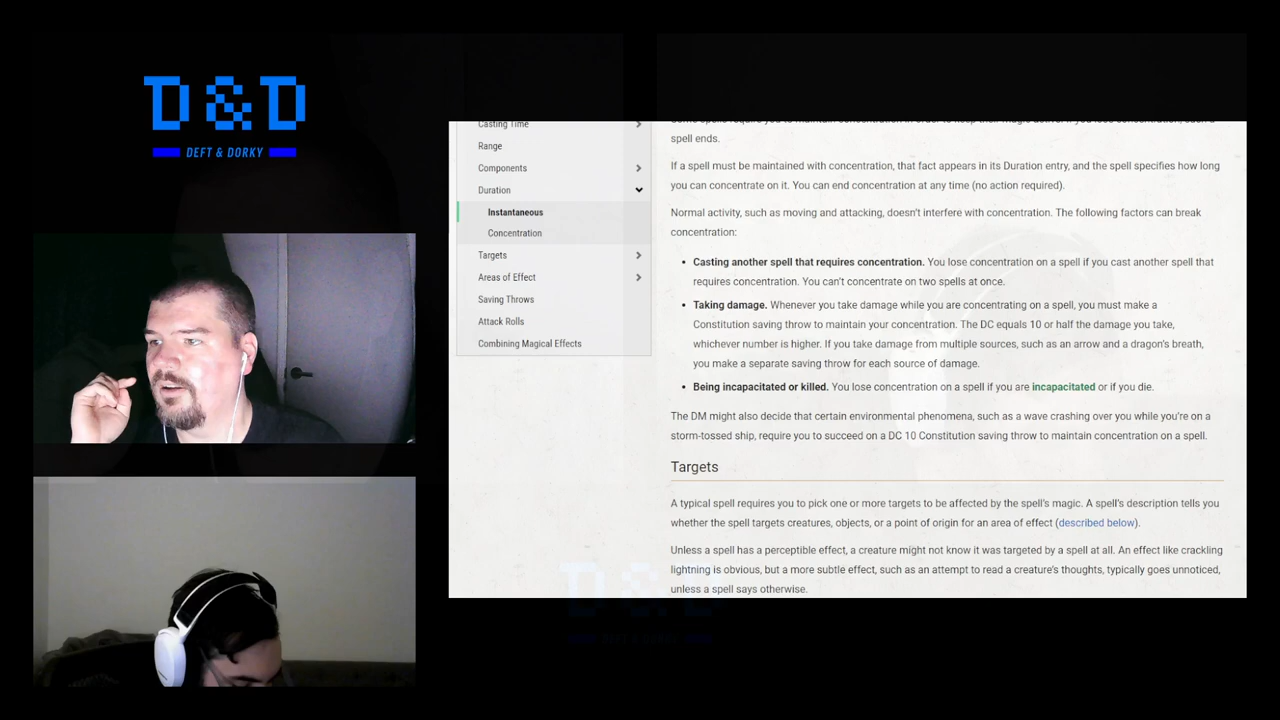 D & D
DEFT & DORKY
Casting Time
Range
Components
Duration
Instantaneous
Concentration
Targets
Areas of Effect
Saving Throws
Attack Rolls
Combining Magical Effects
spell ends.
If a spell must be maintained with concentration, that fact appears in its Duration entry, and the spell specifies how long
you can concentrate on it. You can end concentration at any time (no action required).
Normal activity, such as moving and attacking, doesn't interfere with concentration. The following factors can break
concentration:
• Casting another spell that requires concentration. You lose concentration on a spell if you cast another spell that
requires concentration. You can't concentrate on two spells at once.
• Taking damage. Whenever you take damage while you are concentrating on a spell, you must make a
Constitution saving throw to maintain your concentration. The DC equals 10 or half the damage you take,
whichever number is higher. If you take damage from multiple sources, such as an arrow and a dragon's breath,
you make a separate saving throw for each source of damage.
• Being incapacitated or killed. You lose concentration on a spell if you are incapacitated or if you die.
The DM might also decide that certain environmental phenomena, such as a wave crashing over you while you're on a
storm-tossed ship, require you to succeed on a DC 10 Constitution saving throw to maintain concentration on a spell.
Targets
A typical spell requires you to pick one or more targets to be affected by the spell's magic. A spell's description tells you
whether the spell targets creatures, objects, or a point of origin for an area of effect (described below).
Unless a spell has a perceptible effect, a creature might not know it was targeted by a spell at all. An effect like crackling
lightning is obvious, but a more subtle effect, such as an attempt to read a creature's thoughts, typically goes unnoticed,
unless a spell says otherwise.